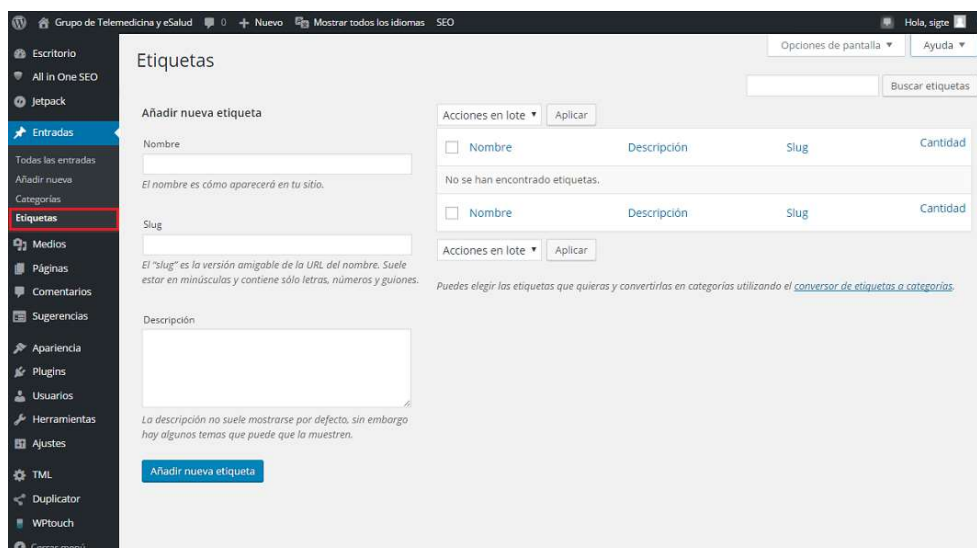 Grupo de Telemedicina y eSalud 0 + Nuevo Mostrar todos los idiomas SEO Hola, sigte
Escritorio
All in One SEO
Jetpack
Entradas
Todas las entradas
Añadir nueva
Categorías
Etiquetas
Medios
Páginas
Comentarios
Sugerencias
Apariencia
Plugins
Usuarios
Herramientas
Ajustes
TML
Duplicator
WPtouch
Cerrar menú
Opciones de pantalla ▼ Ayuda ▼
Etiquetas
Buscar etiquetas
Añadir nueva etiqueta
Nombre
El nombre es cómo aparecerá en tu sitio.
Slug
El “slug” es la versión amigable de la URL del nombre. Suele
estar en minúsculas y contiene sólo letras, números y guiones.
Descripción
La descripción no suele mostrarse por defecto, sin embargo
hay algunos temas que puede que la muestren.
Añadir nueva etiqueta
Acciones en lote ▼ Aplicar
Nombre Descripción Slug Cantidad
No se han encontrado etiquetas.
Nombre Descripción Slug Cantidad
Acciones en lote ▼ Aplicar
Puedes elegir las etiquetas que quieras y convertirlas en categorías utilizando el conversor de etiquetas a categorías.